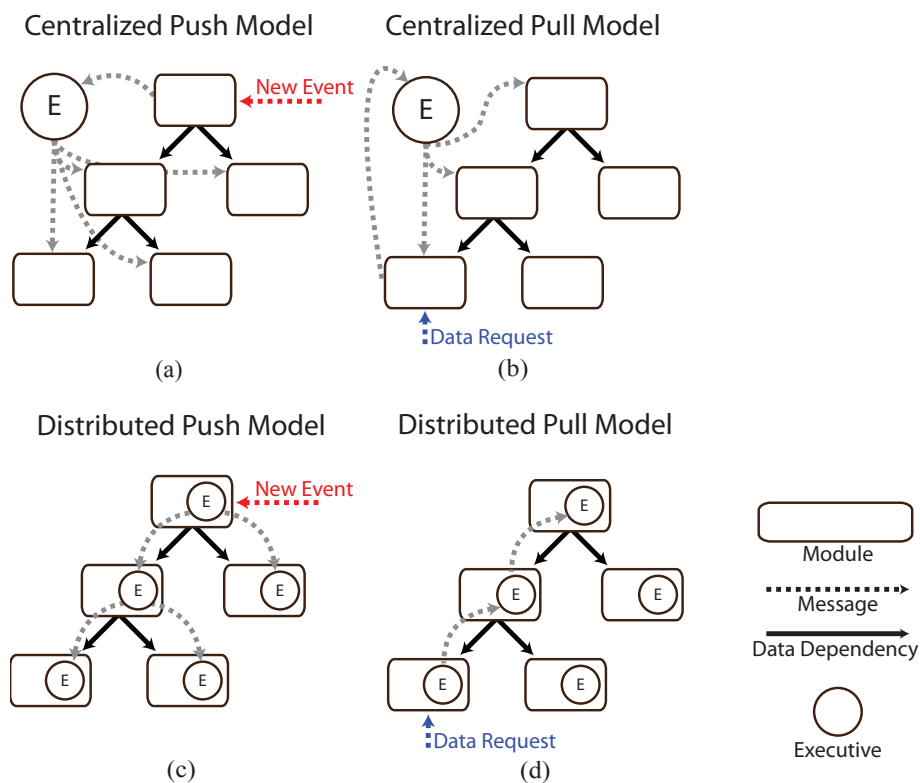 Centralized Push Model
Centralized Pull Model
E
New Event
E
Data Request
(a)
(b)
Distributed Push Model
Distributed Pull Model
E
New Event
E
E
E
E
E
E
E
E
E
Data Request
(c)
(d)
Module
Message
Data Dependency
Executive